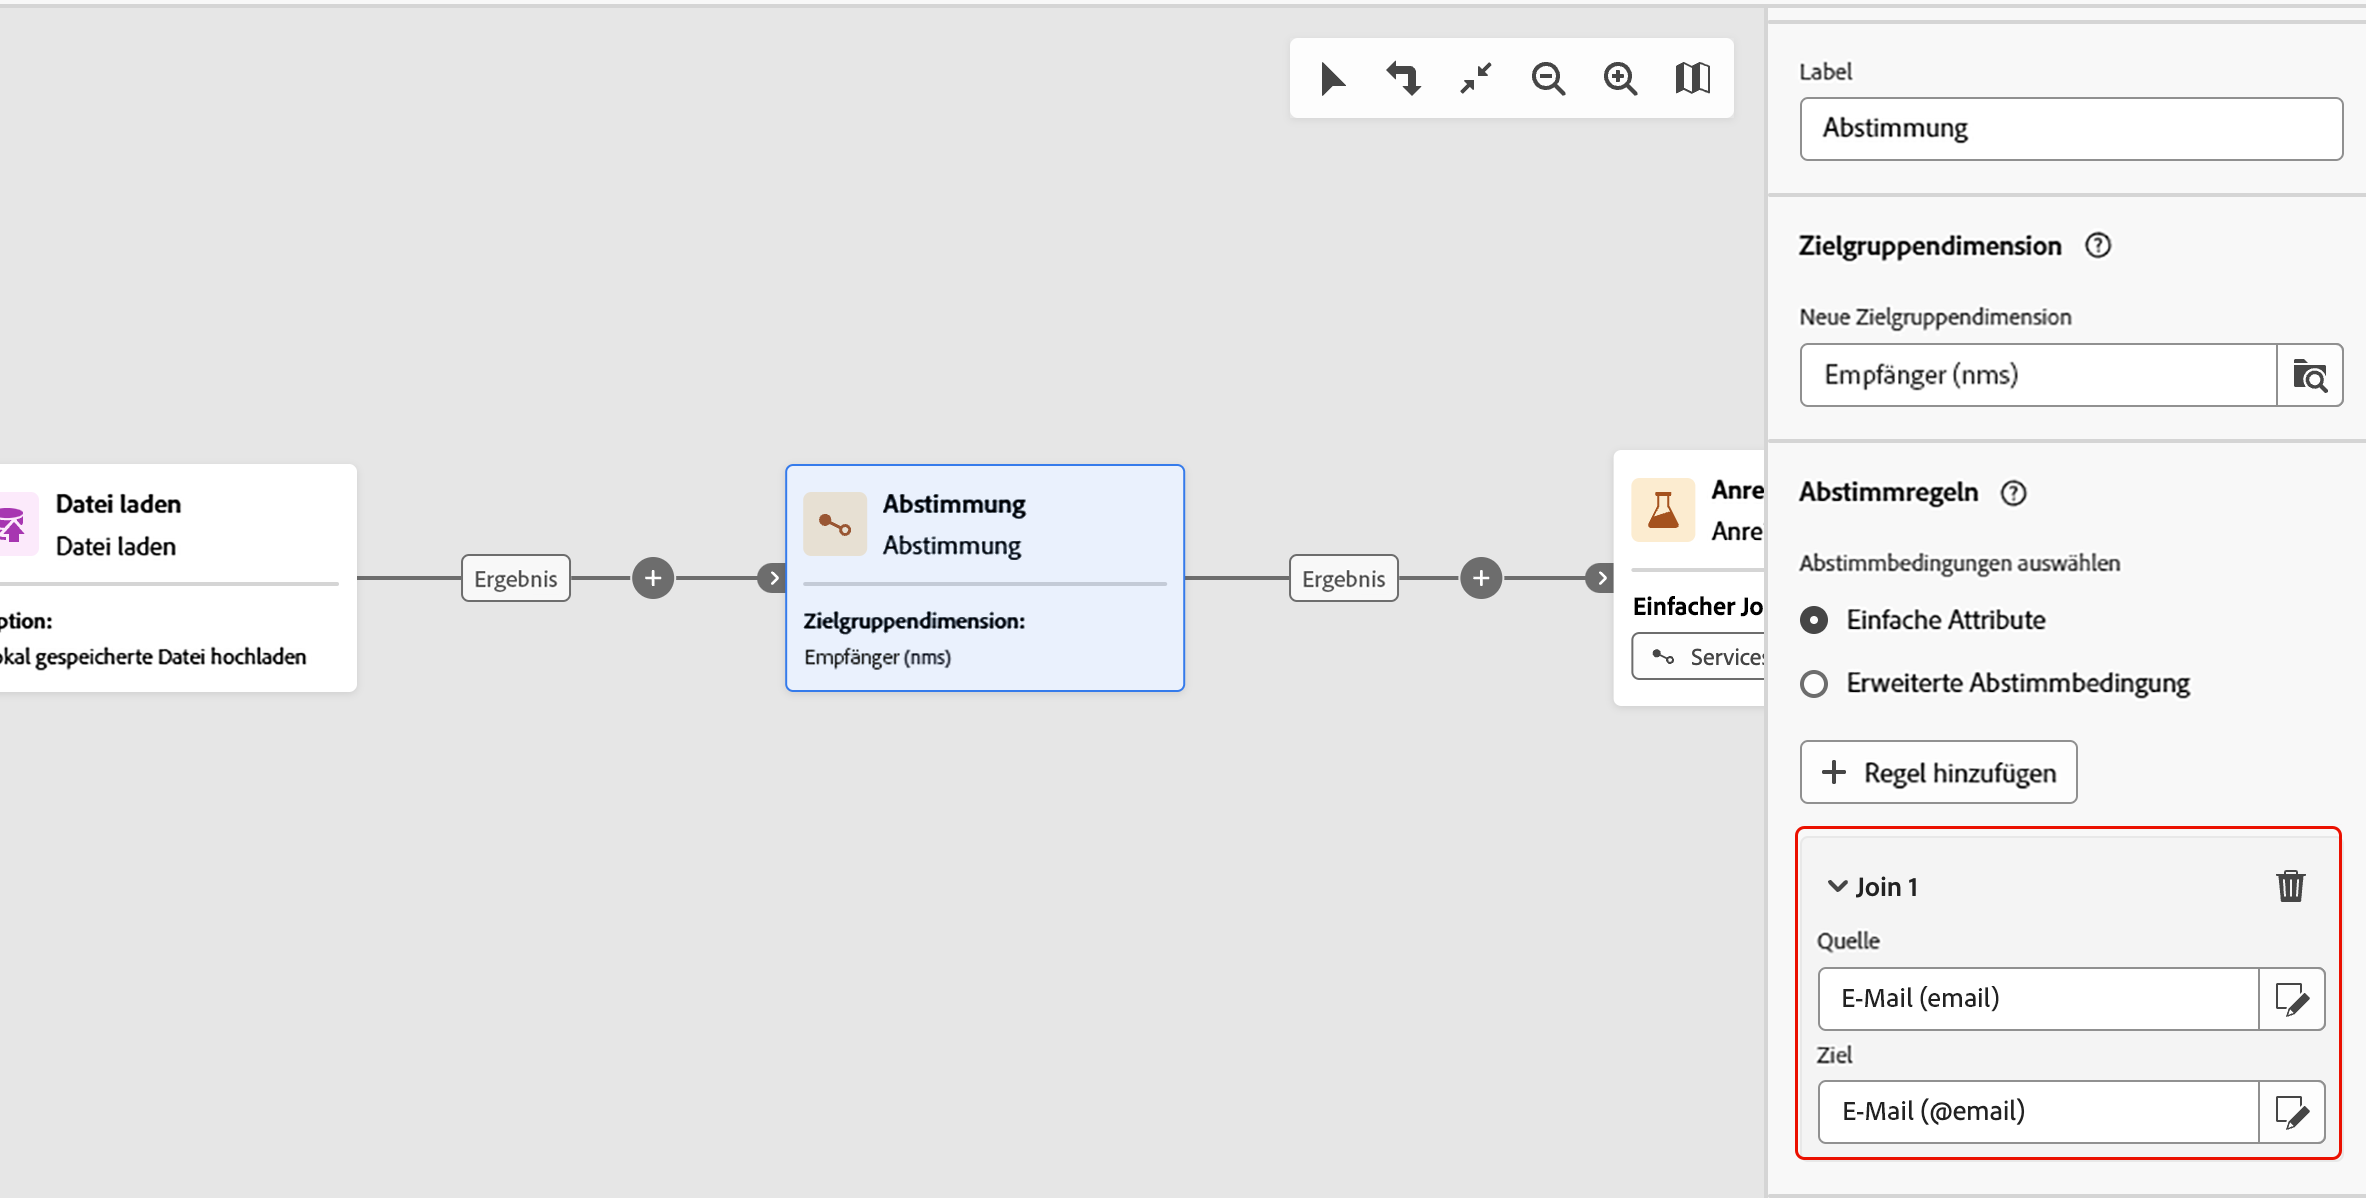 Label
Abstimmung
Zielgruppendimension
Neue Zielgruppendimension
Empfänger (nms)
Datei laden
Datei laden
ption:
okal gespeicherte Datei hochladen
Ergebnis
Abstimmung
Abstimmung
Zielgruppendimension:
Empfänger (nms)
Ergebnis
Anre
Anre
Einfacher Jo
Services
Abstimmregeln
Abstimmbedingungen auswählen
Einfache Attribute
Erweiterte Abstimmbedingung
Regel hinzufügen
Join 1
Quelle
E-Mail (email)
Ziel
E-Mail (@email)